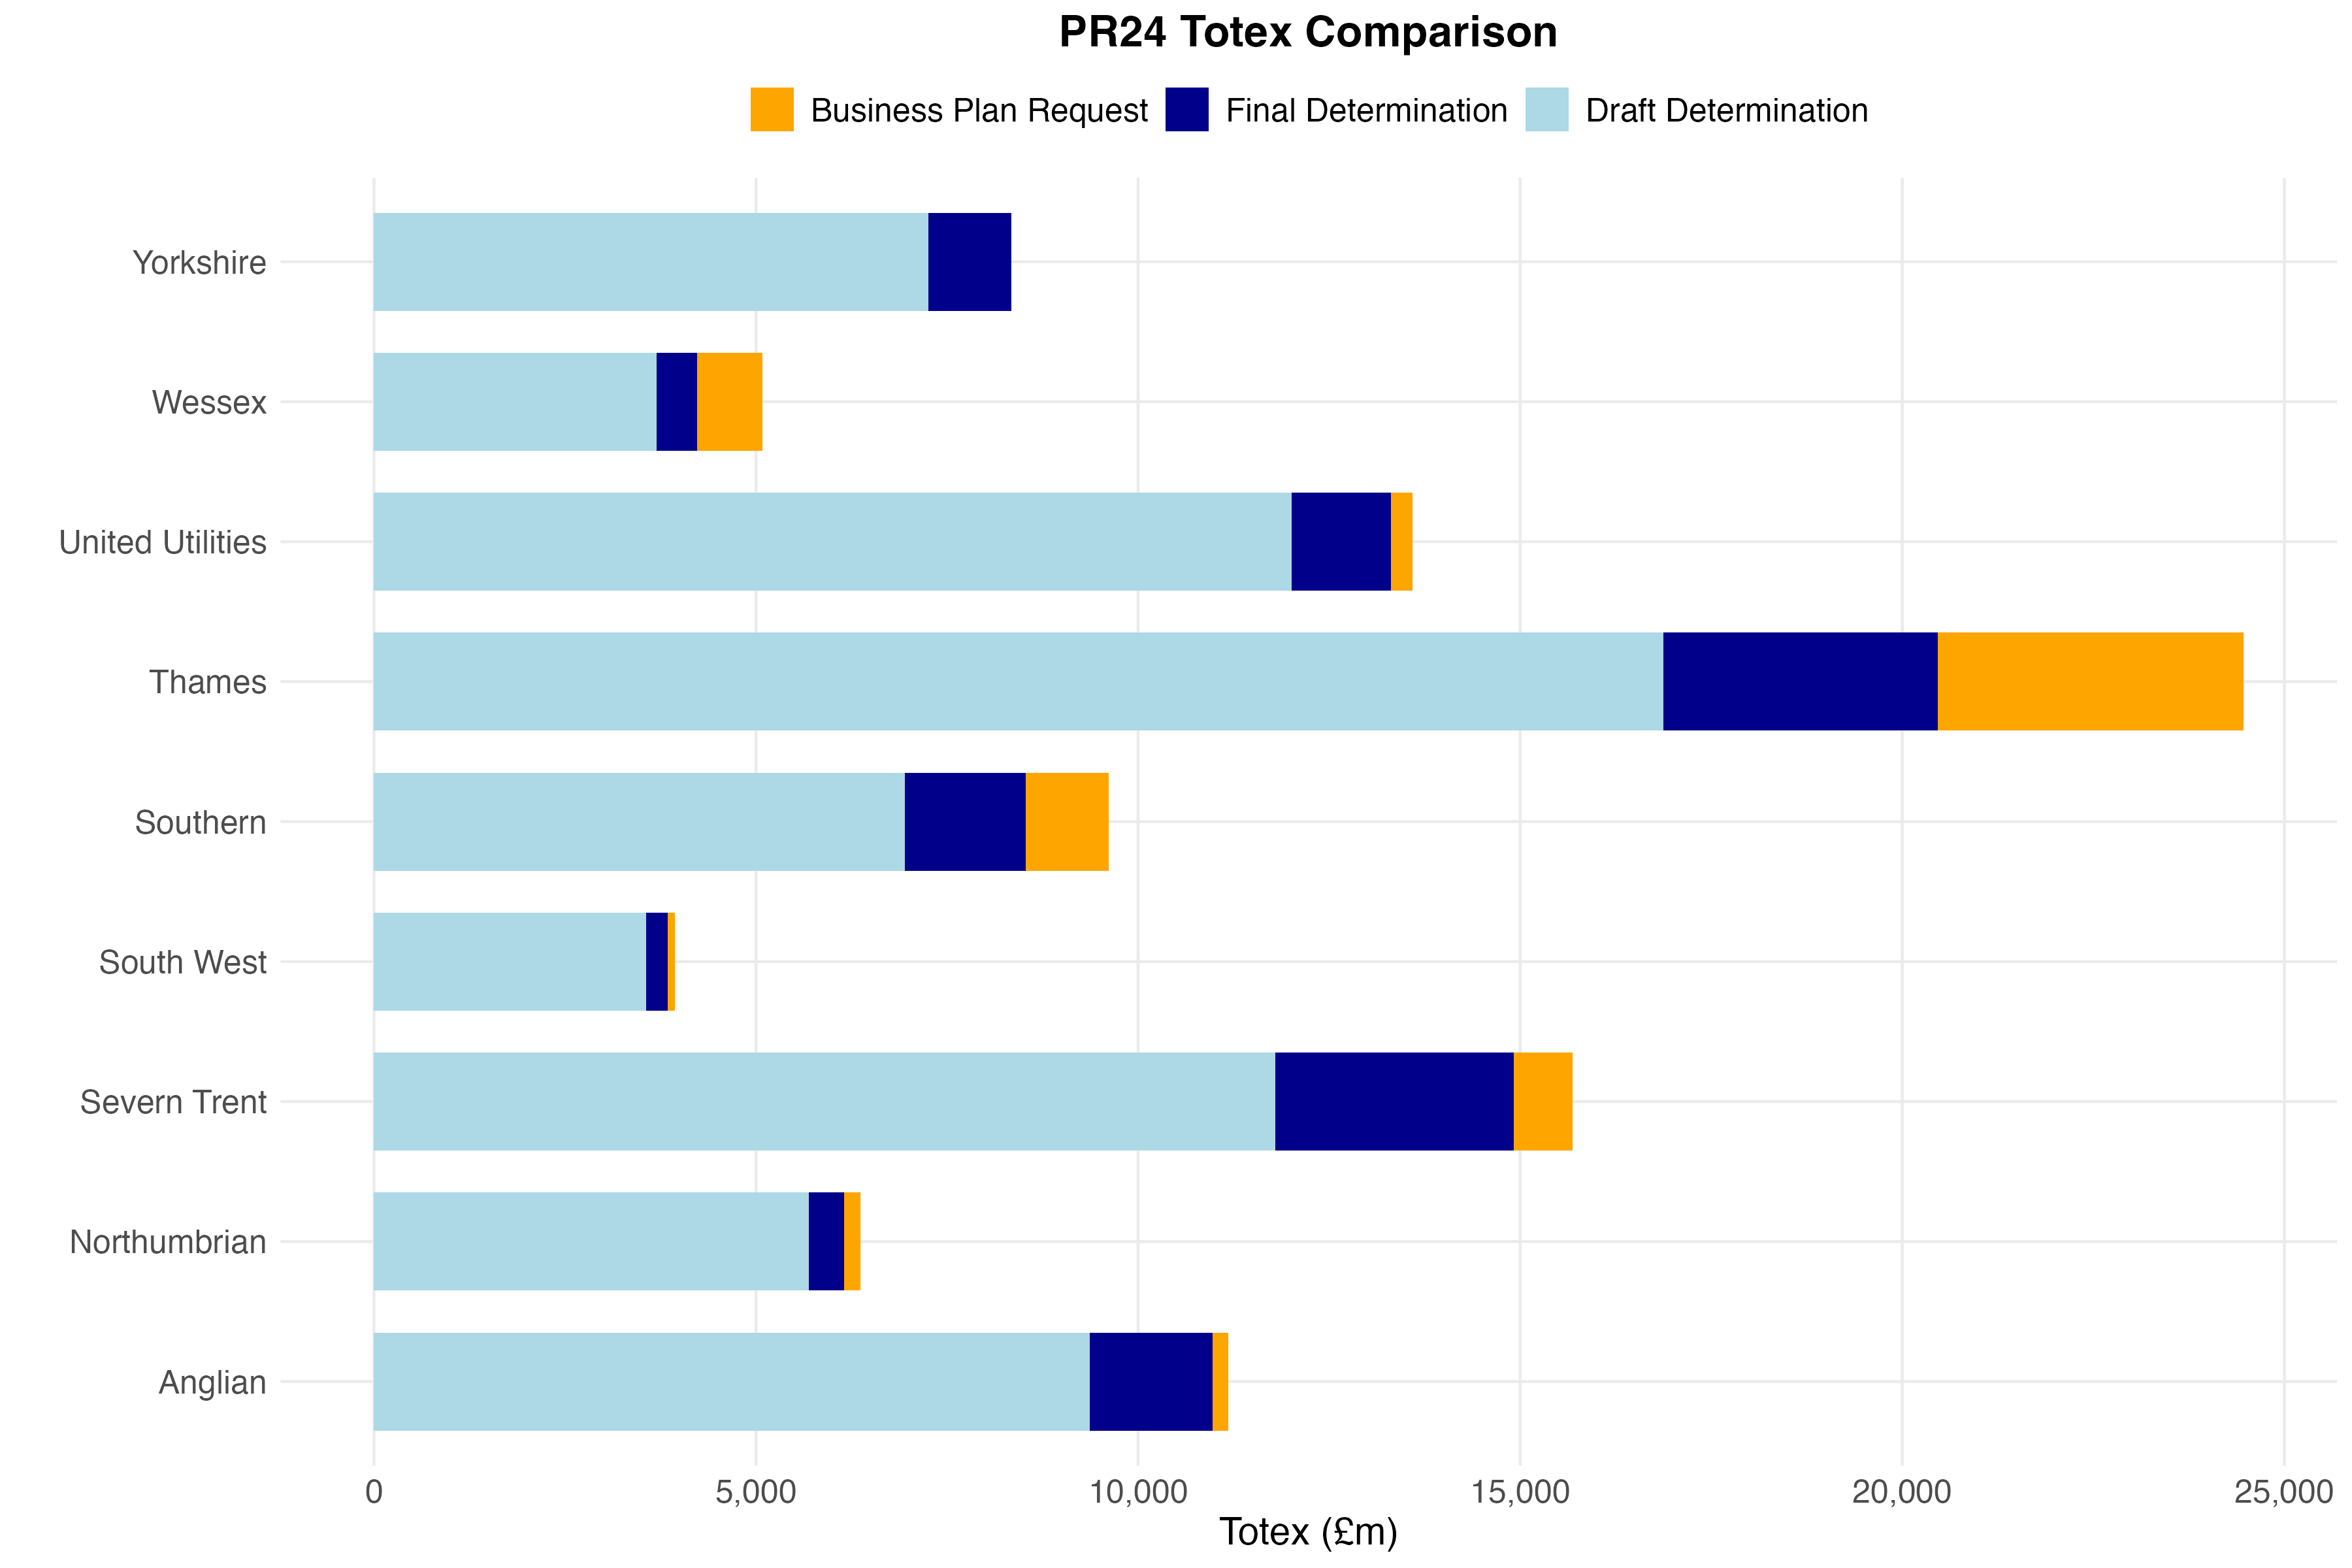 PR24 Totex Comparison
Business Plan Request Final Determination Draft Determination
Yorkshire
Wessex
United Utilities
Thames
Southern
South West
Severn Trent
Northumbrian
Anglian
0 5,000 10,000 15,000 20,000 25,000
Totex (£m)